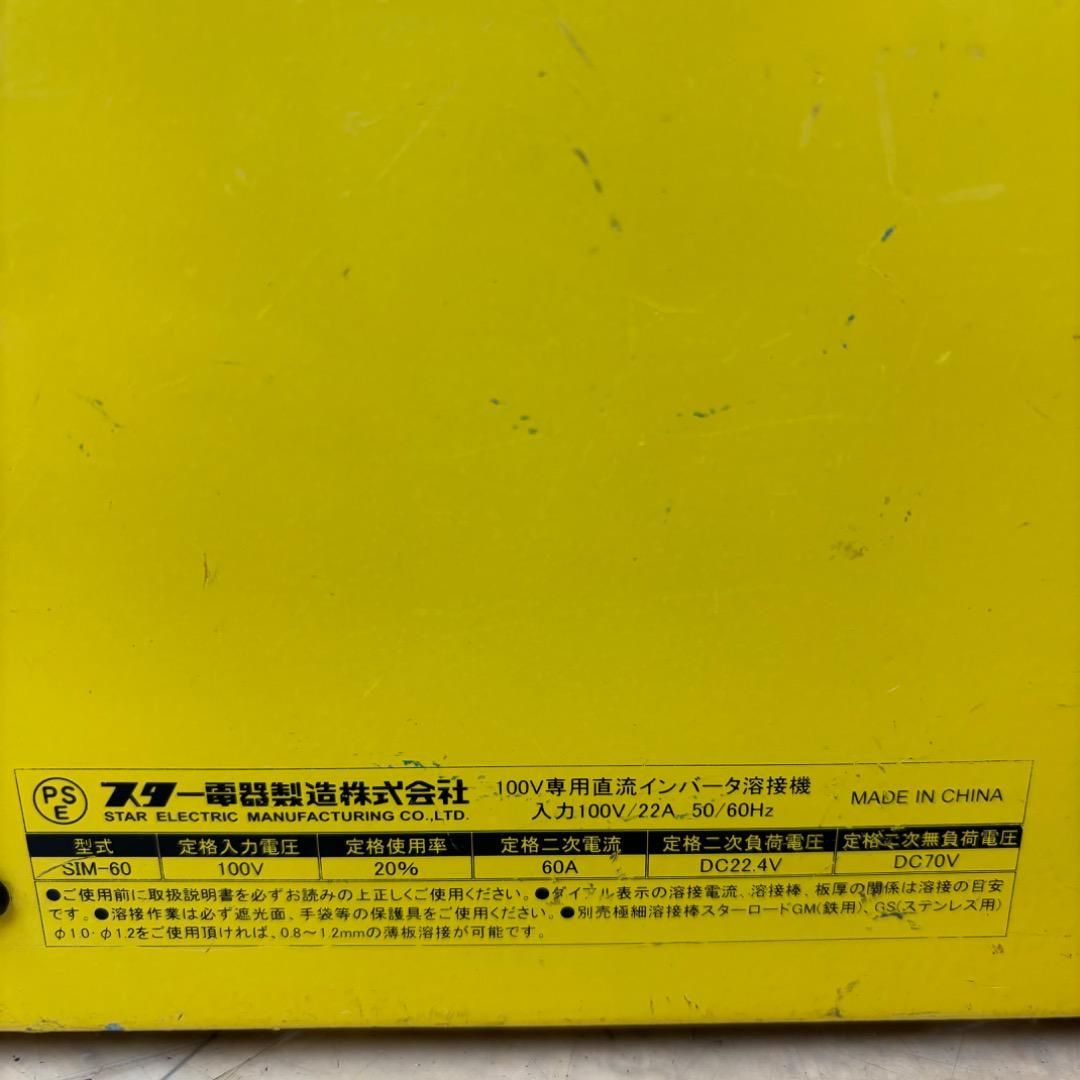 PS
E
スター電器製造株式会社
STAR ELECTRIC MANUFACTURING CO.,LTD.
100V専用直流インバータ溶接機
入力100V/22A 50/60Hz
MADE IN CHINA
型式 定格入力電圧 定格使用率 定格二次電流 定格二次負荷電圧 定格二次無負荷電圧
SIM-60 100V 20% 60A DC22.4V DC70V
●ご使用前に取扱説明書を必ずお読みの上正しくご使用ください。●ダイアル表示の溶接電流、溶接棒、板厚の関係は溶接の目安
です。●溶接作業は必ず遮光面、手袋等の保護具をご使用ください。●別売極細溶接棒スターロードGM(鉄用)、GS(ステンレス用)
φ1.0・φ1.2をご使用頂ければ、0.8～1.2mmの薄板溶接が可能です。